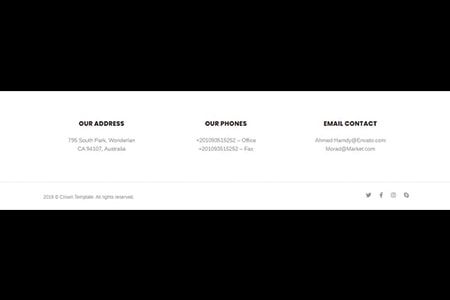 OUR ADDRESS
795 South Park, Wonderlan
CA 94107, Australia
OUR PHONES
+201093515252 – Office
+201093515252 – Fax
EMAIL CONTACT
Ahmed Hamdy@Envato.com
Morad@Market.com
2019 © Crown Template. All rights reserved.